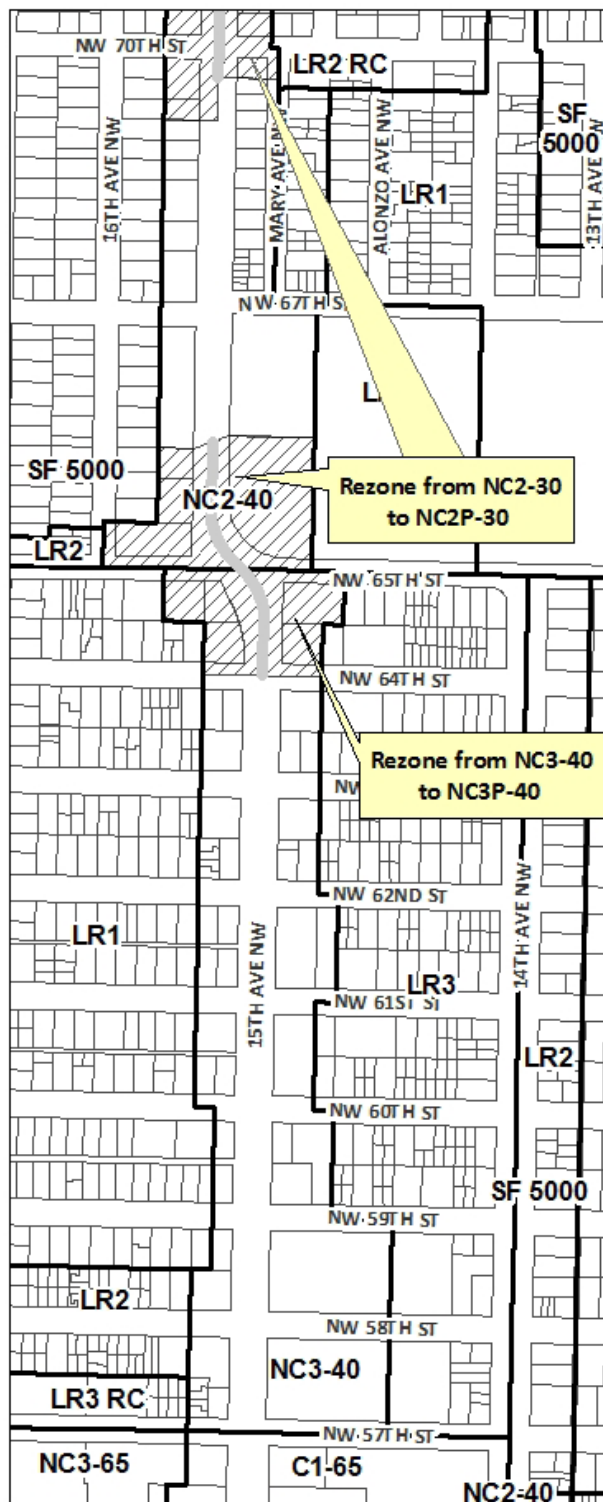 NW 70TH ST
LR2 RC
SF
5000
16TH AVE NW
MARY AVE NW
ALONZO AVE NW
13TH AVE N
LR1
NW 67TH S
SF 5000
NC2-40
Rezone from NC2-30
to NC2P-30
LR2
NW 65TH ST
NW 64TH ST
Rezone from NC3-40
to NC3P-40
NW 62ND ST
14TH AVE NW
LR1
15TH AVE NW
LR3
NW 61ST ST
LR2
NW 60TH ST
SF 5000
NW 59TH ST
LR2
NW 58TH ST
NC3-40
LR3 RC
NW 57TH ST
NC3-65
C1-65
NC2-40